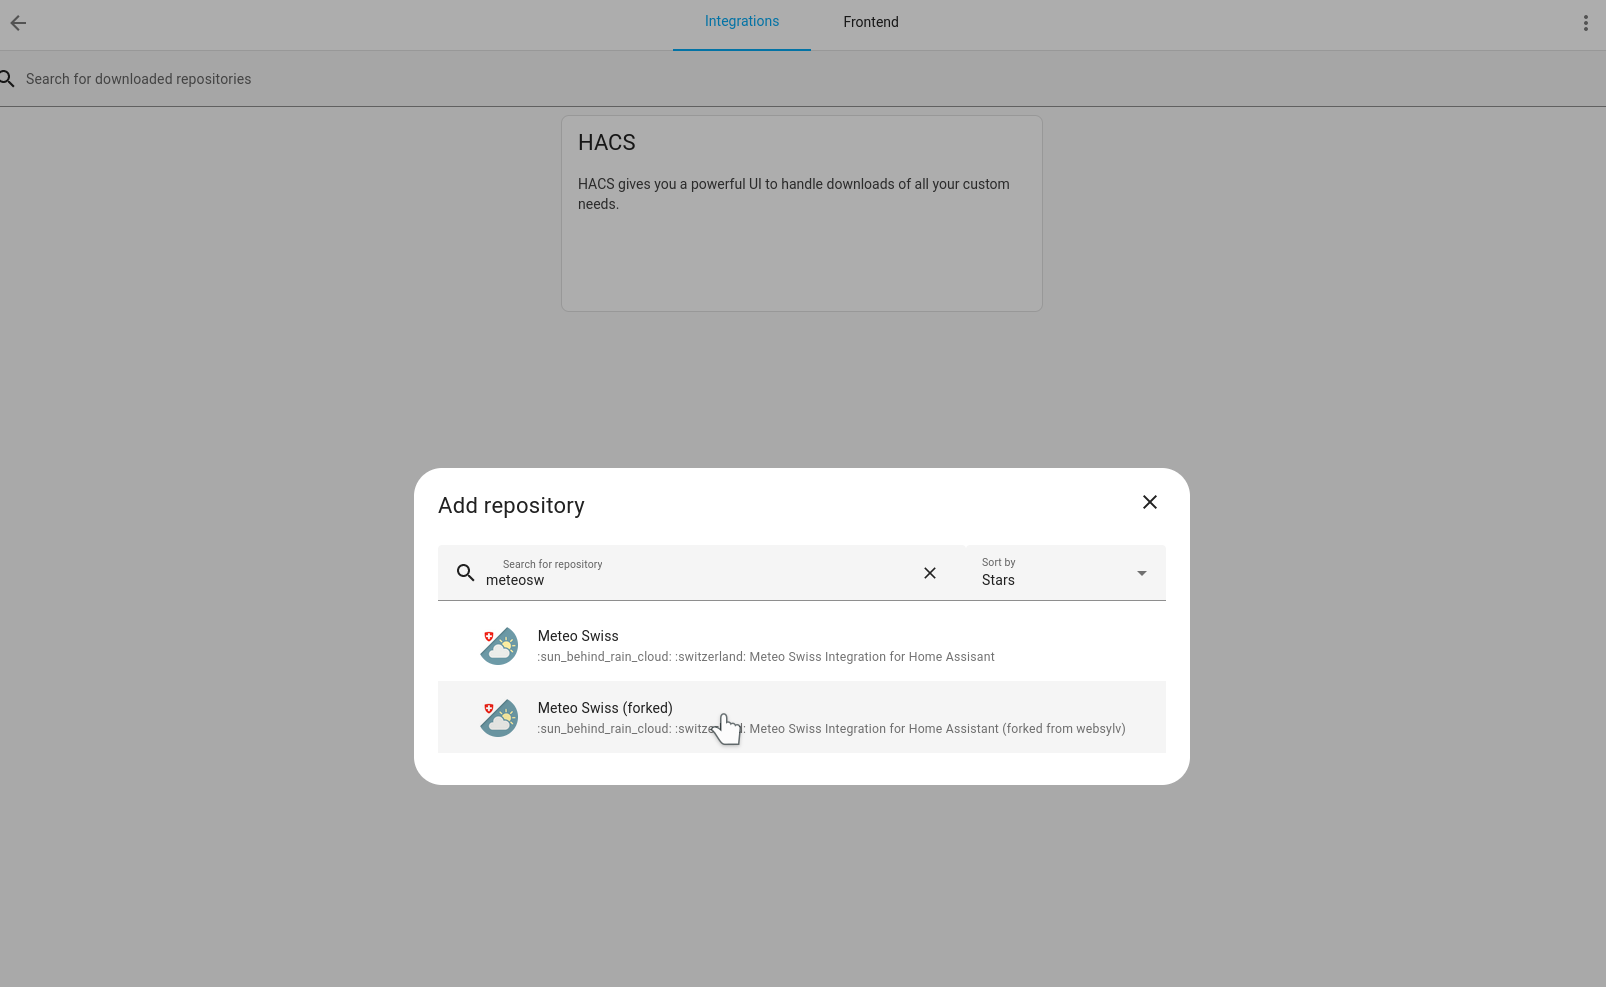 Integrations
Frontend
Search for downloaded repositories
HACS
HACS gives you a powerful UI to handle downloads of all your custom
needs.
Add repository
Search for repository
meteosw
Sort by
Stars
Meteo Swiss
:sun_behind_rain_cloud: :switzerland: Meteo Swiss Integration for Home Assisant
Meteo Swiss (forked)
:sun_behind_rain_cloud: Meteo Swiss Integration for Home Assistant (forked from websylv)